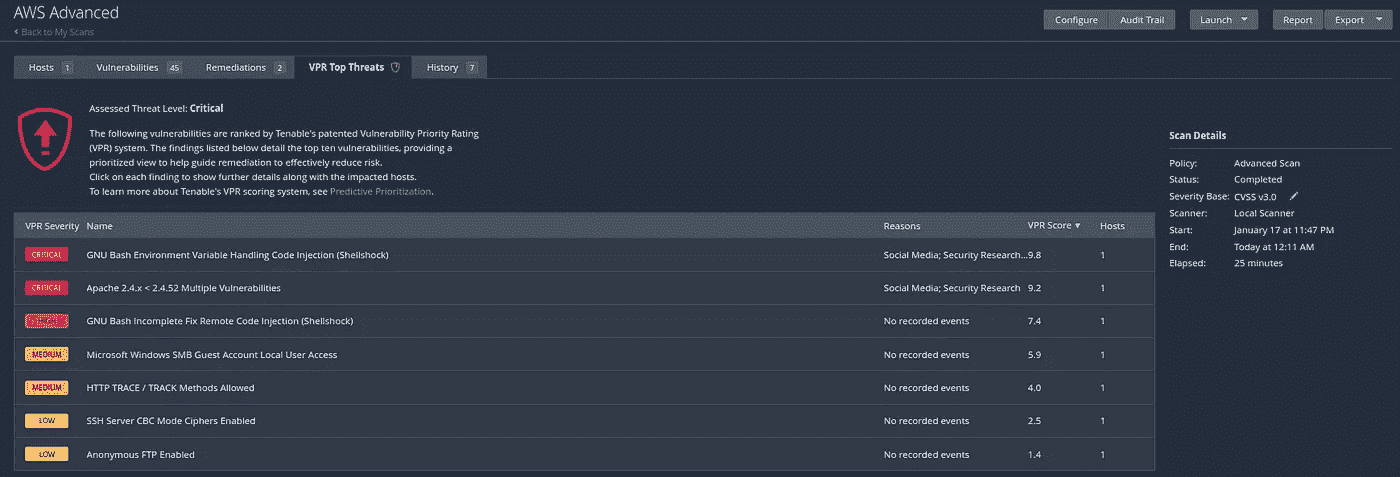 AWS Advanced
Back to My Scans
Configure Audit Trail Launch Report Export
Hosts 1 Vulnerabilities 45 Remediations 2 VPR Top Threats History 7
Assessed Threat Level: Critical
The following vulnerabilities are ranked by Tenable's patented Vulnerability Priority Rating
(VPR) system. The findings listed below detail the top ten vulnerabilities, providing a
prioritized view to help guide remediation to effectively reduce risk.
Click on each finding to show further details along with the impacted hosts.
To learn more about Tenable's VPR scoring system, see Predictive Prioritization.
VPR Severity Name Reasons VPR Score ▼ Hosts
CRITICAL GNU Bash Environment Variable Handling Code Injection (Shellshock) Social Media; Security Research... 9.8 1
CRITICAL Apache 2.4.x < 2.4.52 Multiple Vulnerabilities Social Media; Security Research 9.2 1
GNU Bash Incomplete Fix Remote Code Injection (Shellshock) No recorded events 7.4 1
MEDIUM Microsoft Windows SMB Guest Account Local User Access No recorded events 5.9 1
MEDIUM HTTP TRACE / TRACK Methods Allowed No recorded events 4.0 1
LOW SSH Server CBC Mode Ciphers Enabled No recorded events 2.5 1
LOW Anonymous FTP Enabled No recorded events 1.4 1
Scan Details
Policy: Advanced Scan
Status: Completed
Severity Base: CVSS v3.0
Scanner: Local Scanner
Start: January 17 at 11:47 PM
End: Today at 12:11 AM
Elapsed: 25 minutes